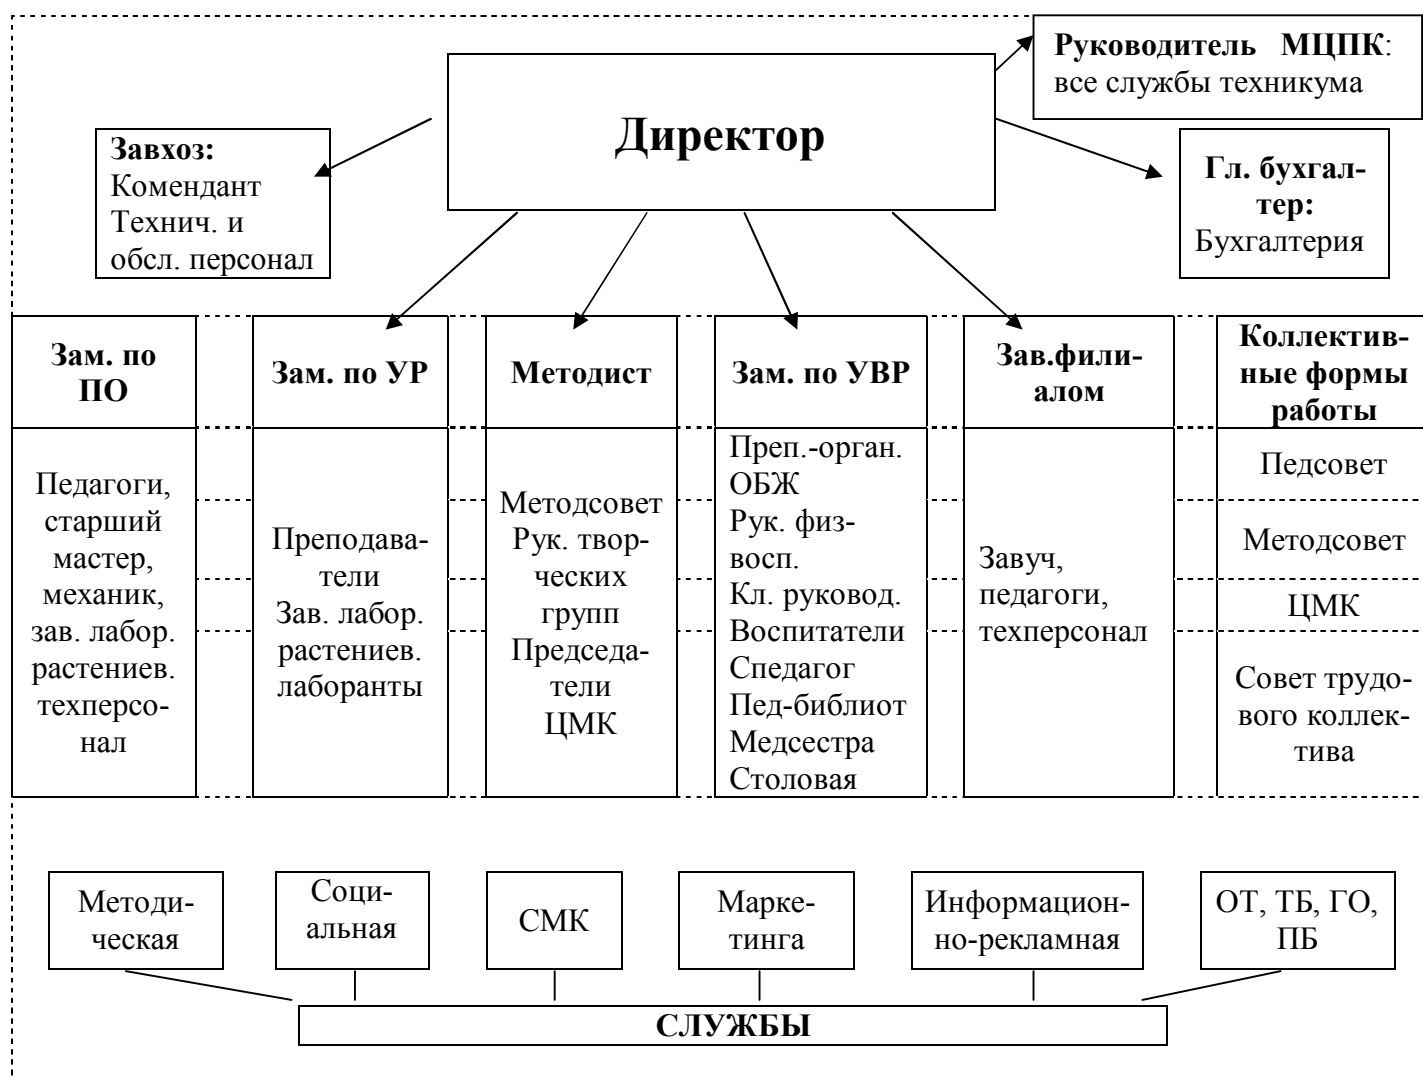 Руководитель МЦПК:
все службы техникума
Директор
Завхоз:
Комендант
Технич. и
обсл. персонал
Гл. бухгал-
тер:
Бухгалтерия
Зам. по
ПО
Зам. по УР
Методист
Зам. по УВР
Зав.фили-
алом
Коллектив-
ные формы
работы
Педагоги,
старший
мастер,
механик,
зав. лабор.
растениев.
техперсо-
нал
Преподава-
тели
Зав. лабор.
растениев.
лаборанты
Методсовет
Рук. твор-
ческих
групп
Председа-
тели
ЦМК
Преп.-орган.
ОБЖ
Рук. физ-
восп.
Кл. руковод.
Воспитатели
Спедагог
Пед-библиот
Медсестра
Столовая
Завуч,
педагоги,
техперсонал
Педсовет
Методсовет
ЦМК
Совет трудо-
вого коллек-
тива
Методи-
ческая
Соци-
альная
СМК
Марке-
тинга
Информацион-
но-рекламная
ОТ, ТБ, ГО,
ПБ
СЛУЖБЫ